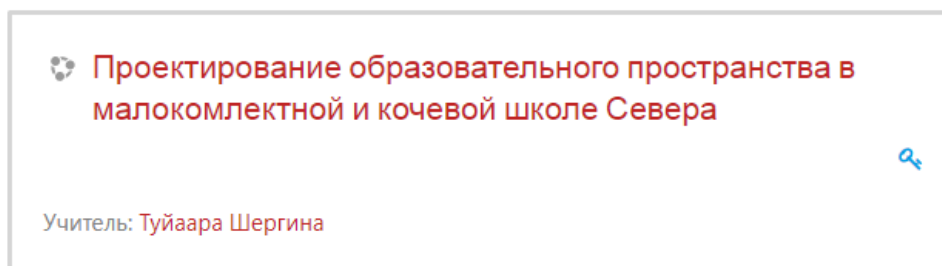 Проектирование образовательного пространства в
малокомлектной и кочевой школе Севера
Учитель: Туйаара Шергина